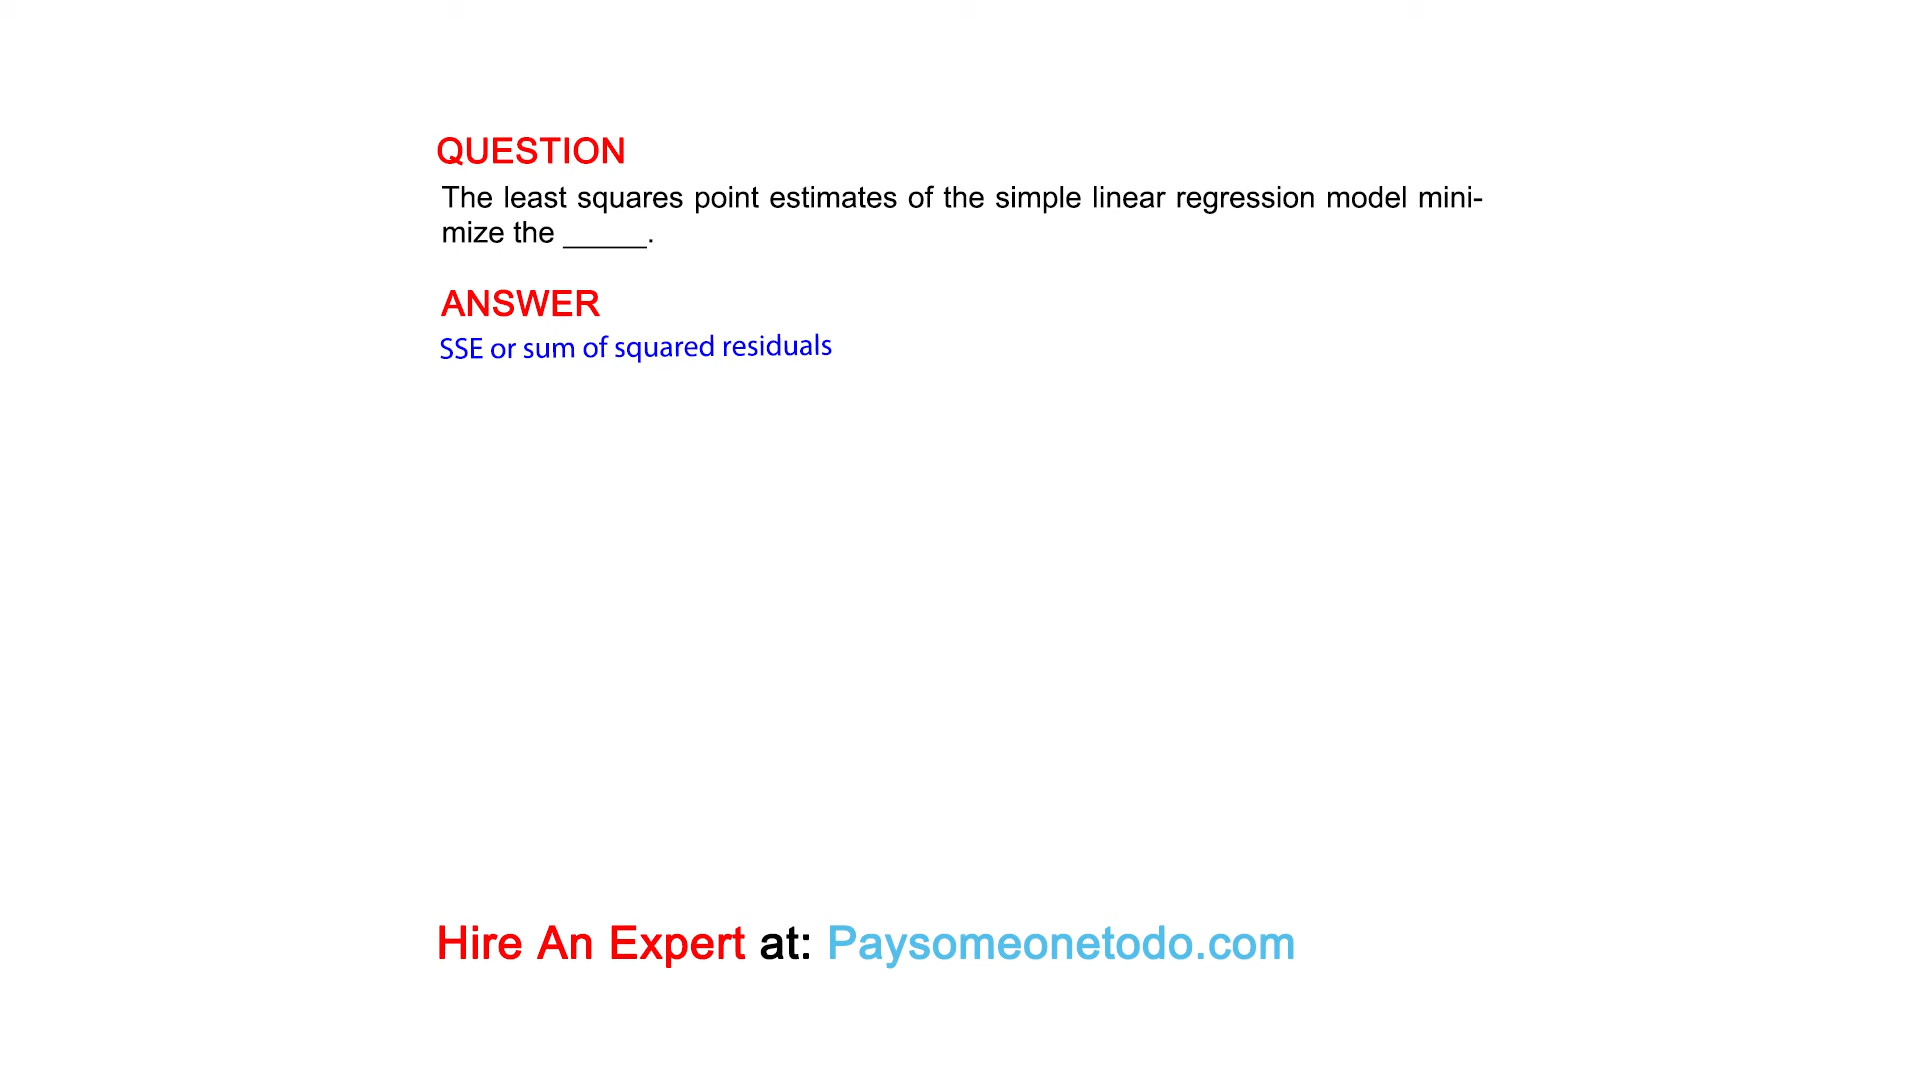 QUESTION
The least squares point estimates of the simple linear regression model mini-
mize the _____.
ANSWER
SSE or sum of squared residuals
Hire An Expert at: Paysomeonetodo.com